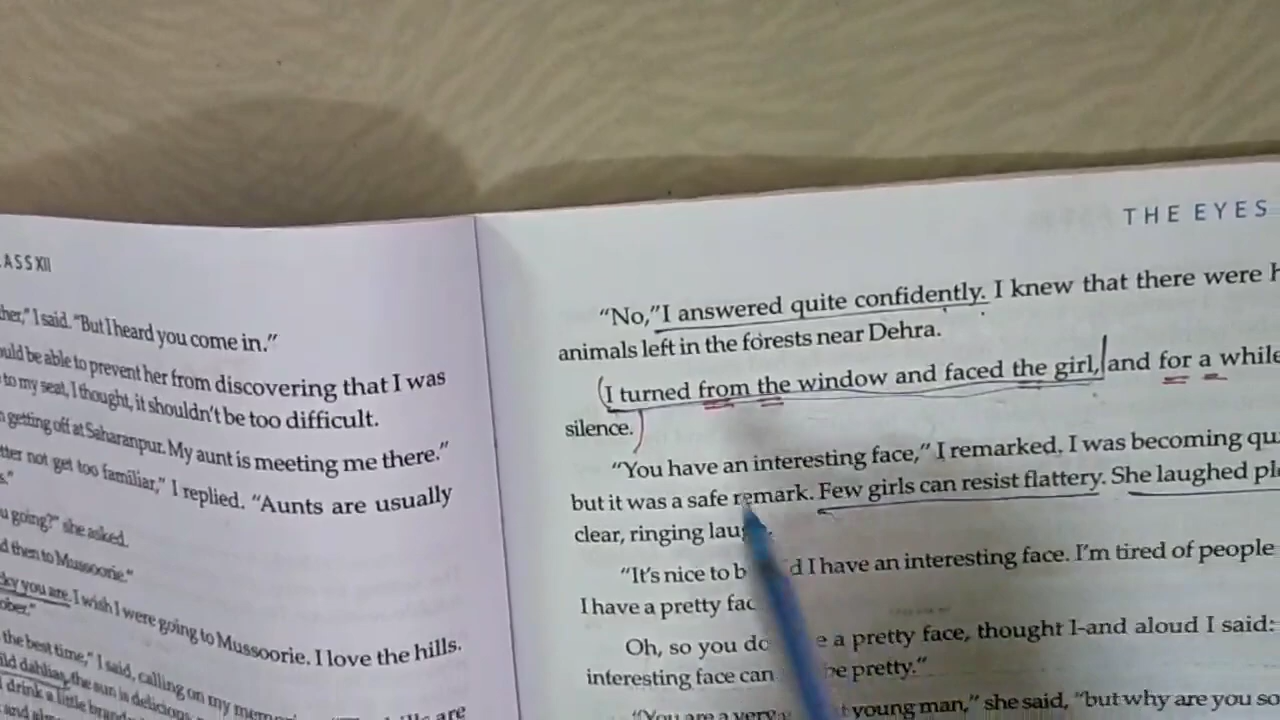 ASS XII
her," I said. "But I heard you come in."
ould be able to prevent her from discovering that I was
to my seat, I thought, it shouldn't be too difficult.
getting off at Saharanpur. My aunt is meeting me there."
tter not get too familiar," I replied. "Aunts are usually
s."
u going?" she asked.
d then to Mussoorie."
ky you are. I wish I were going to Mussoorie. I love the hills.
ober."
the best time," I said, calling on my
ild dahlias, the sun is delicious
drink a little
and
are
THE EYES
"No," I answered quite confidently. I knew that there were
animals left in the forests near Dehra.
I turned from the window and faced the girl, and for a while
silence.
"You have an interesting face," I remarked. I was becoming qu
but it was a safe remark. Few girls can resist flattery. She laughed pl
clear, ringing lau
"It's nice to b d I have an interesting face. I'm tired of people
I have a pretty fac
Oh, so you do e a pretty face, thought I-and aloud I said:
interesting face can be pretty."
"You are a very t young man," she said, "but why are you so